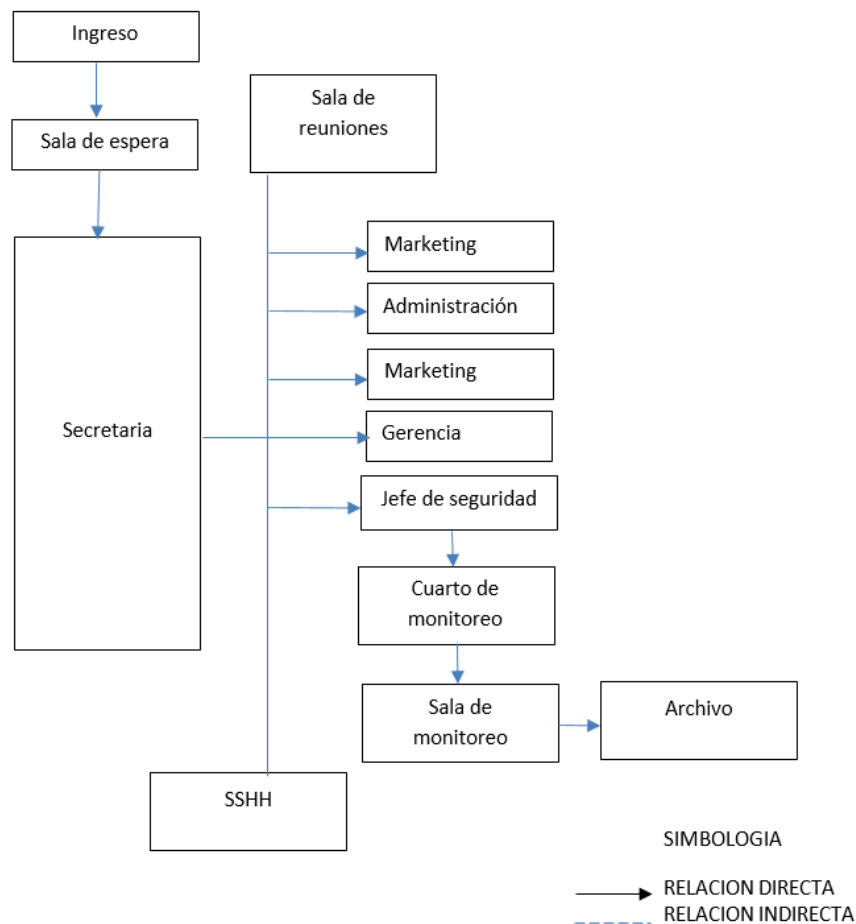 Ingreso
Sala de
reuniones
Sala de espera
Marketing
Administración
Marketing
Secretaria
Gerencia
Jefe de seguridad
Cuarto de
monitoreo
Sala de
monitoreo
Archivo
SSHH
SIMBOLOGIA
RELACION DIRECTA
RELACION INDIRECTA